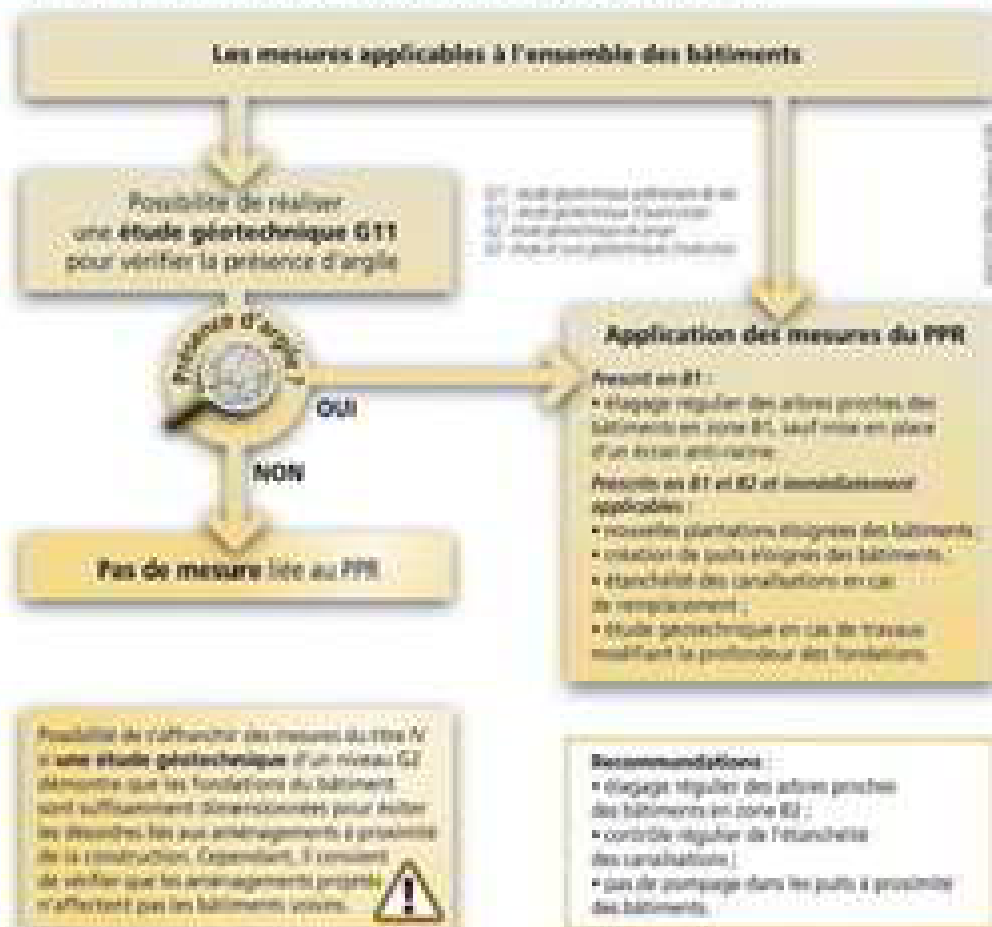 Les mesures applicables à l'ensemble des bâtiments
Possibilité de réaliser
une étude géotechnique G11
pour vérifier la présence d'argile
Présence d'argile ?
OUI
NON
Pas de mesure liée au PPR
Application des mesures du PPR
Prescrit en B1 :
• élagage régulier des arbres proches des
bâtiments en zone B1, sauf mise en place
d'un écran anti-racine
Prescrits en B1 et B2 et immédiatement
applicables :
• nouvelles plantations éloignées des bâtiments ;
• création de puits éloignés des bâtiments ;
• étanchéité des canalisations en cas
de remplacement ;
• étude géotechnique en cas de travaux
modifiant la profondeur des fondations.
Possibilité de s'affranchir des mesures du titre IV
si une étude géotechnique d'un niveau G2
démontre que les fondations du bâtiment
sont suffisamment dimensionnées pour éviter
les désordres liés aux aménagements à proximité
de la construction. Cependant, il convient
de vérifier que les aménagements projetés
n'affectent pas les bâtiments voisins.
Recommandations :
• élagage régulier des arbres proches
des bâtiments en zone B2 ;
• contrôle régulier de l'étanchéité
des canalisations ;
• pas de pompage dans les puits à proximité
des bâtiments.